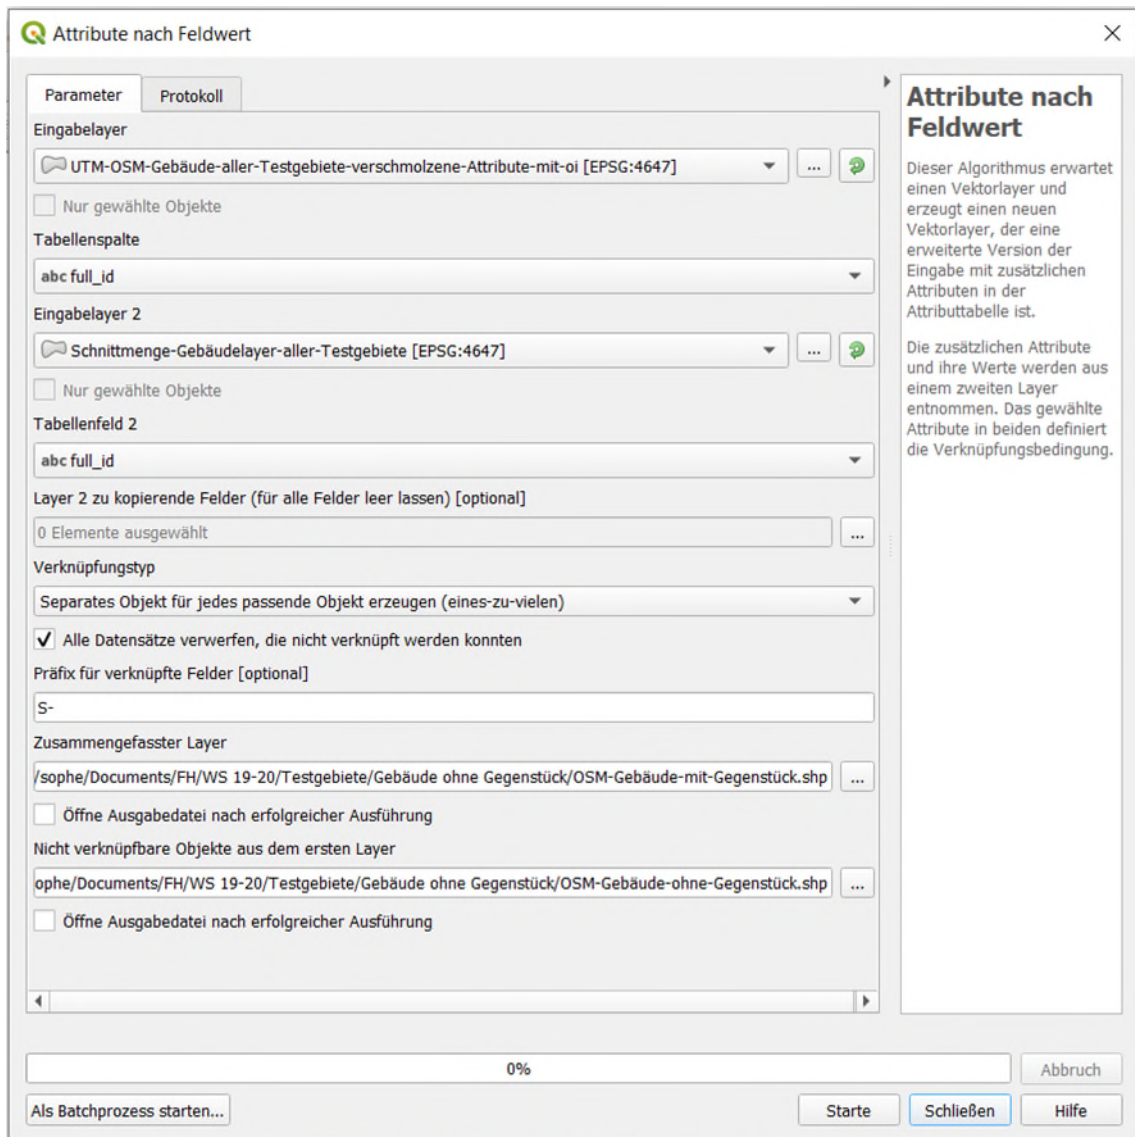 Attribute nach Feldwert
Parameter
Protokoll
Eingabelayer
UTM-OSM-Gebäude-aller-Testgebiete-verschmolzene-Attribute-mit-oi [EPSG:4647]
...
Nur gewählte Objekte
Tabellenspalte
abc full_id
Eingabelayer 2
Schnittmenge-Gebäudelayer-aller-Testgebiete [EPSG:4647]
...
Nur gewählte Objekte
Tabellenfeld 2
abc full_id
Layer 2 zu kopierende Felder (für alle Felder leer lassen) [optional]
0 Elemente ausgewählt
...
Verknüpfungstyp
Separates Objekt für jedes passende Objekt erzeugen (eines-zu-vielen)
Alle Datensätze verwerfen, die nicht verknüpft werden konnten
Präfix für verknüpfte Felder [optional]
S-
Zusammengefasster Layer
/sophe/Documents/FH/WS 19-20/Testgebiete/Gebäude ohne Gegenstück/OSM-Gebäude-mit-Gegenstück.shp
...
Öffne Ausgabedatei nach erfolgreicher Ausführung
Nicht verknüpfbare Objekte aus dem ersten Layer
ophe/Documents/FH/WS 19-20/Testgebiete/Gebäude ohne Gegenstück/OSM-Gebäude-ohne-Gegenstück.shp
...
Öffne Ausgabedatei nach erfolgreicher Ausführung
Attribute nach
Feldwert
Dieser Algorithmus erwartet
einen Vektorlayer und
erzeugt einen neuen
Vektorlayer, der eine
erweiterte Version der
Eingabe mit zusätzlichen
Attributen in der
Attributtabelle ist.
Die zusätzlichen Attribute
und ihre Werte werden aus
einem zweiten Layer
entnommen. Das gewählte
Attribute in beiden definiert
die Verknüpfungsbedingung.
0%
Abbruch
Als Batchprozess starten...
Starte
Schließen
Hilfe